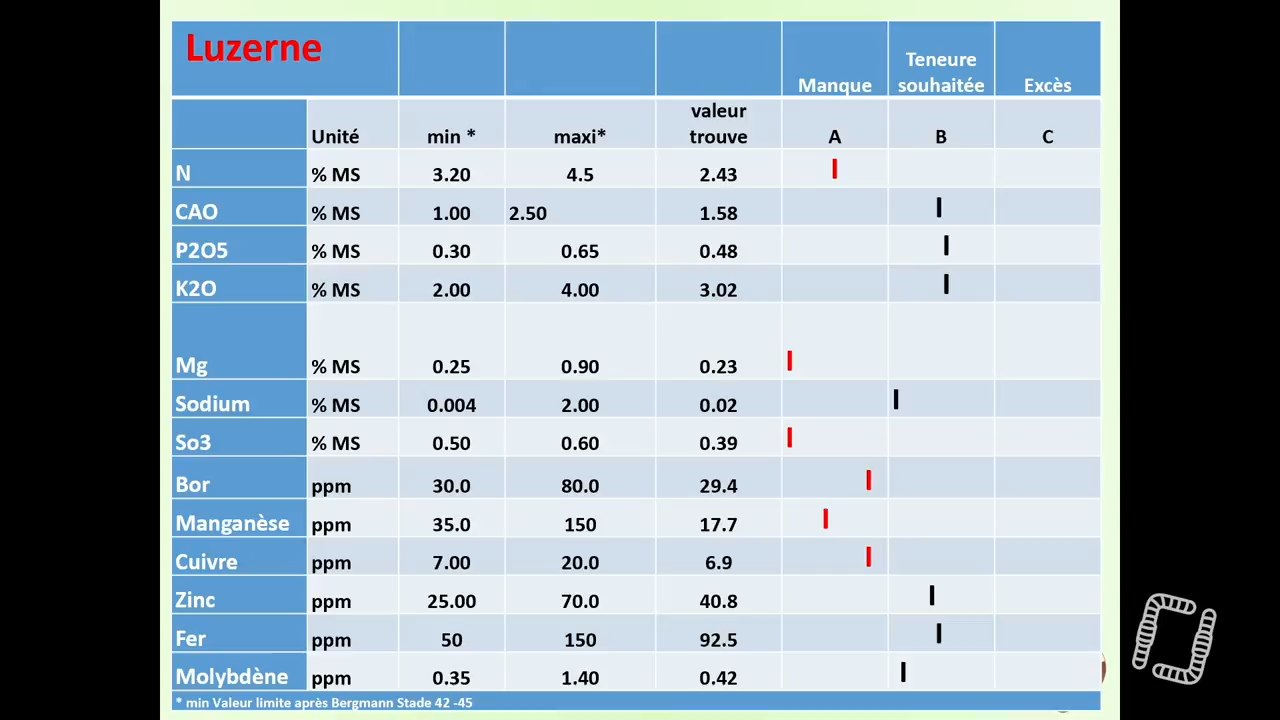 Luzerne
Manque Teneure souhaitée Excès
Unité min * maxi* valeur trouve A B C
N % MS 3.20 4.5 2.43
CAO % MS 1.00 2.50 1.58
P2O5 % MS 0.30 0.65 0.48
K2O % MS 2.00 4.00 3.02
Mg % MS 0.25 0.90 0.23
Sodium % MS 0.004 2.00 0.02
So3 % MS 0.50 0.60 0.39
Bor ppm 30.0 80.0 29.4
Manganèse ppm 35.0 150 17.7
Cuivre ppm 7.00 20.0 6.9
Zinc ppm 25.00 70.0 40.8
Fer ppm 50 150 92.5
Molybdène ppm 0.35 1.40 0.42
* min Valeur limite après Bergmann Stade 42 -45